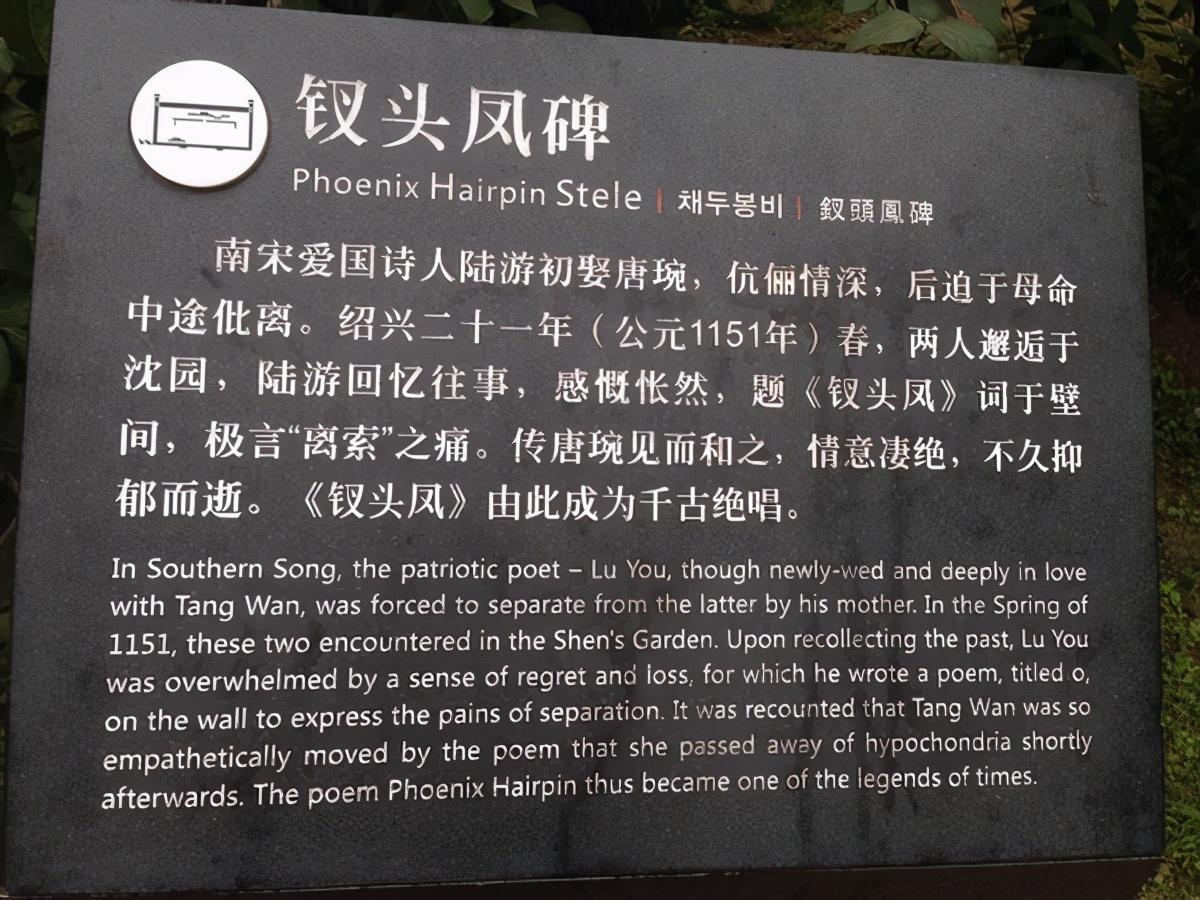 钗头凤碑
Phoenix Hairpin Stele | 채두봉비 | 釵頭鳳碑
南宋爱国诗人陆游初娶唐琬，伉俪情深，后迫于母命
中途仳离。绍兴二十一年（公元1151年）春，两人邂逅于
沈园，陆游回忆往事，感慨怅然，题《钗头凤》词于壁
间，极言“离索”之痛。传唐琬见而和之，情意凄绝，不久抑
郁而逝。《钗头凤》由此成为千古绝唱。
In Southern Song, the patriotic poet – Lu You, though newly-wed and deeply in love
with Tang Wan, was forced to separate from the latter by his mother. In the Spring of
1151, these two encountered in the Shen's Garden. Upon recollecting the past, Lu You
was overwhelmed by a sense of regret and loss, for which he wrote a poem, titled o,
on the wall to express the pains of separation. It was recounted that Tang Wan was so
empathetically moved by the poem that she passed away of hypochondria shortly
afterwards. The poem Phoenix Hairpin thus became one of the legends of times.